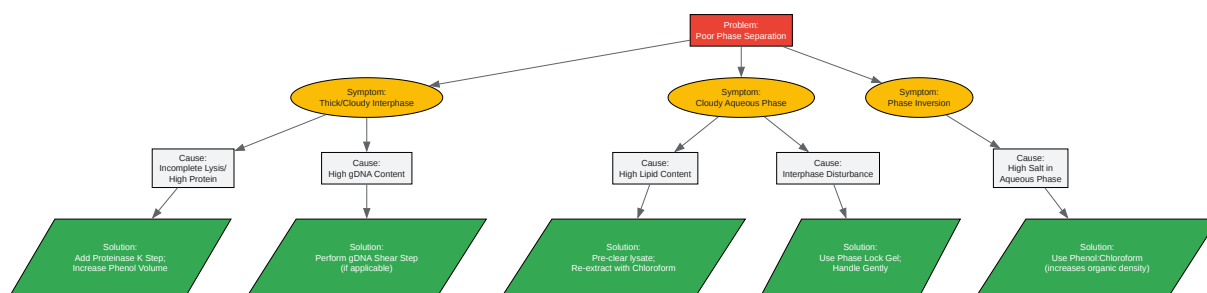 Problem:
Poor Phase Separation
Symptom:
Thick/Cloudy Interphase
Symptom:
Cloudy Aqueous Phase
Symptom:
Phase Inversion
Cause:
Incomplete Lysis/
High Protein
Cause:
High gDNA Content
Cause:
High Lipid Content
Cause:
Interphase Disturbance
Cause:
High Salt in
Aqueous Phase
Solution:
Add Proteinase K Step;
Increase Phenol Volume
Solution:
Perform gDNA Shear Step
(if applicable)
Solution:
Pre-clear lysate;
Re-extract with Chloroform
Solution:
Use Phase Lock Gel;
Handle Gently
Solution:
Use Phenol:Chloroform
(increases organic density)